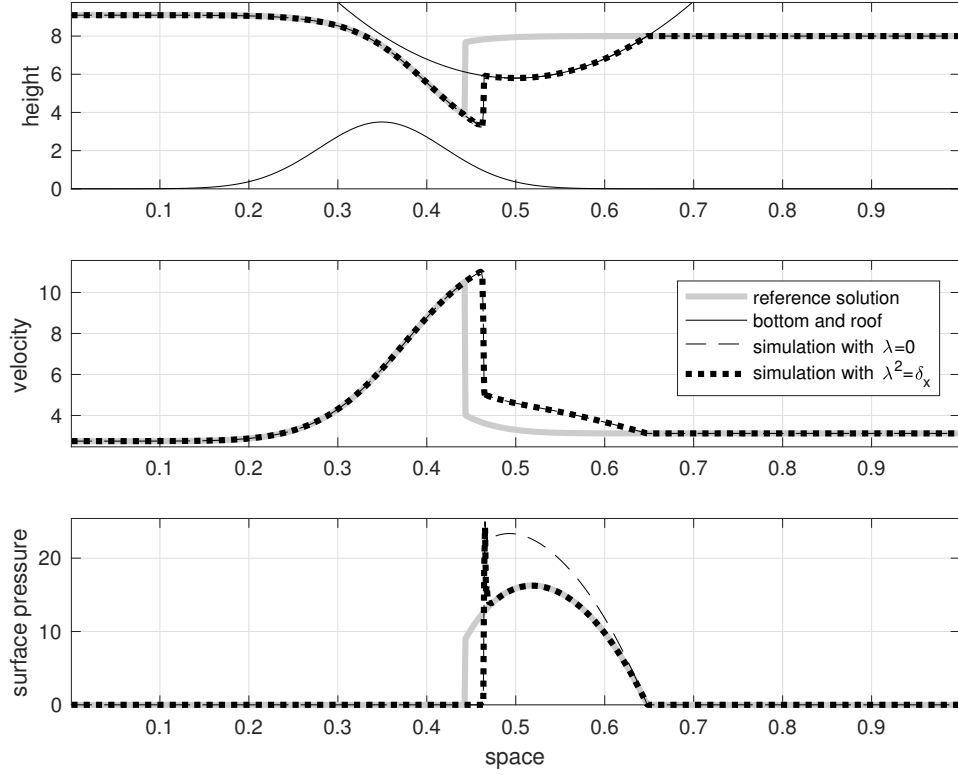 8
6
4
2
0
height
0.1 0.2 0.3 0.4 0.5 0.6 0.7 0.8 0.9
10
8
6
4
velocity
reference solution
bottom and roof
simulation with λ=0
simulation with λ²=δₓ
0.1 0.2 0.3 0.4 0.5 0.6 0.7 0.8 0.9
20
10
0
surface pressure
0.1 0.2 0.3 0.4 0.5 0.6 0.7 0.8 0.9
space